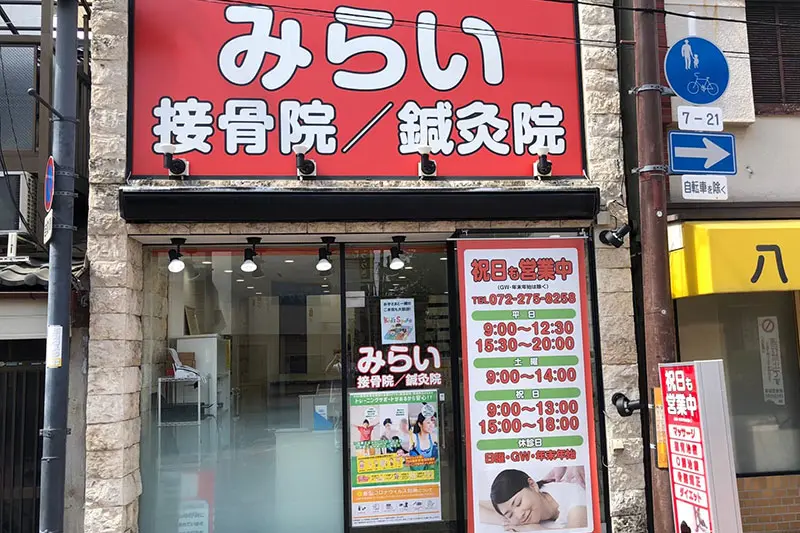 みらい
接骨院／鍼灸院
7-21
自転車を除く
八
祝日も営業中
(GW・年末年始は除く)
TEL072-275-8258
平 日
9:00〜12:30
15:30〜20:00
土 曜
9:00〜14:00
祝 日
9:00〜13:00
15:00〜18:00
休診日
日曜・GW・年末年始
みらい
接骨院／鍼灸院
祝日も
営業中
マッサージ
ダイエット